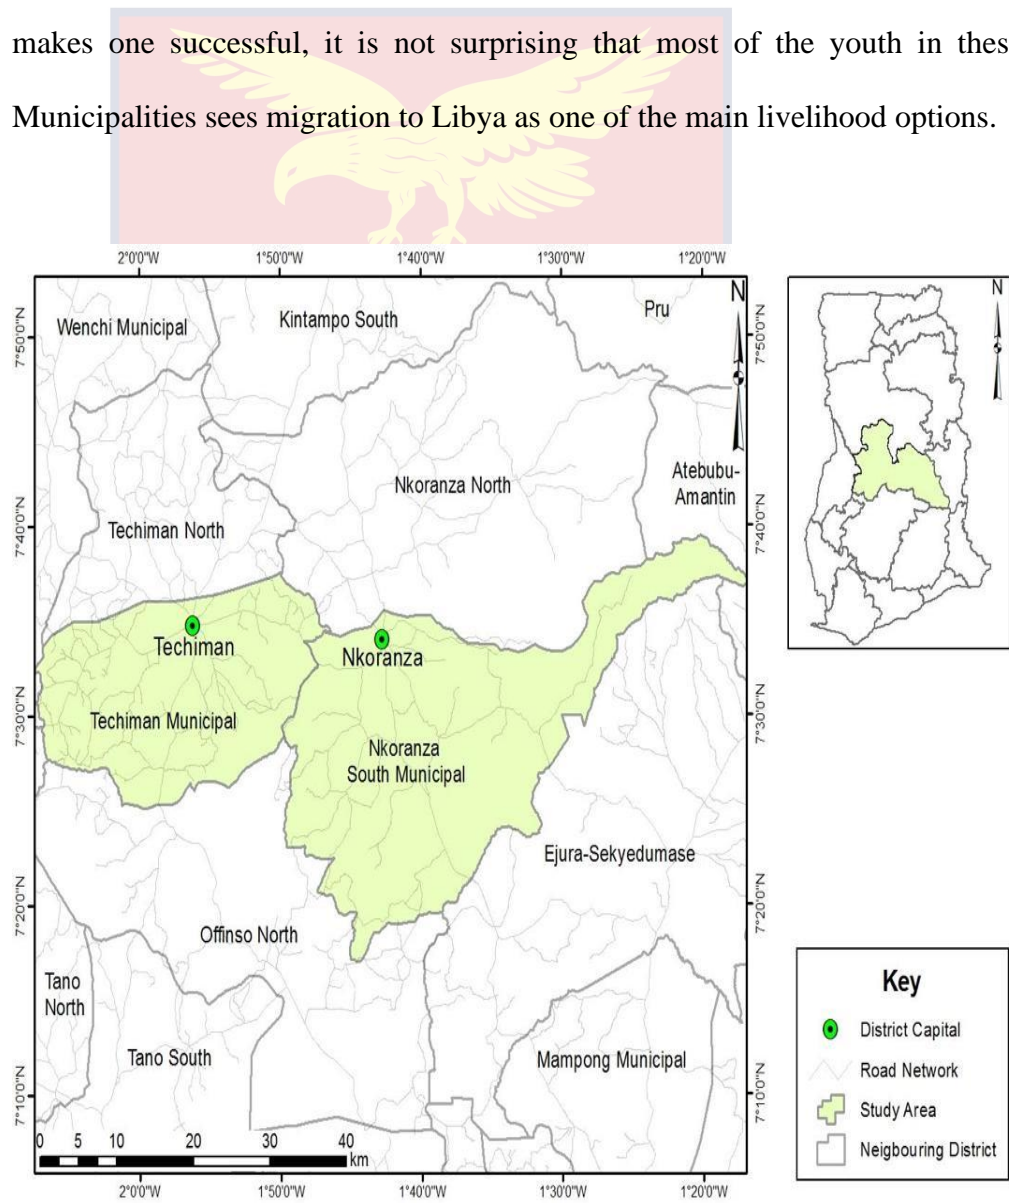 makes one successful, it is not surprising that most of the youth in thes
Municipalities sees migration to Libya as one of the main livelihood options.
2°0'0"W 1°50'0"W 1°40'0"W 1°30'0"W 1°20'0"W
N
Wenchi Municipal
Kintampo South
Pru
7°50'0"N
7°50'0"N
Nkoranza North
Atebubu-
Amantin
Techiman North
7°40'0"N
7°40'0"N
Techiman
Nkoranza
Techiman Municipal
7°30'0"N
7°30'0"N
Nkoranza
South Municipal
Ejura-Sekyedumase
7°20'0"N
7°20'0"N
Offinso North
Tano
North
Tano South
Mampong Municipal
7°10'0"N
7°10'0"N
0 5 10 20 30 40
km
2°0'0"W 1°50'0"W 1°40'0"W 1°30'0"W 1°20'0"W
N
Key
District Capital
Road Network
Study Area
Neigbouring District